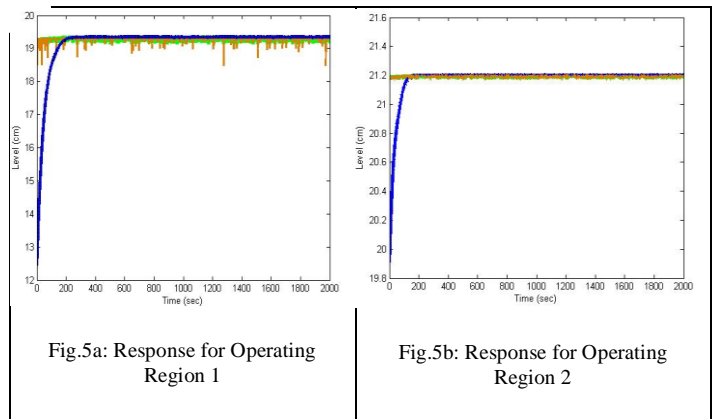 20
19
18
17
16
15
14
13
12
Level (cm)
0 200 400 600 800 1000 1200 1400 1600 1800 2000
Time (sec)
Fig.5a: Response for Operating
Region 1
21.6
21.4
21.2
21
20.8
20.6
20.4
20.2
20
19.8
Level (cm)
0 200 400 600 800 1000 1200 1400 1600 1800 2000
Time (sec)
Fig.5b: Response for Operating
Region 2